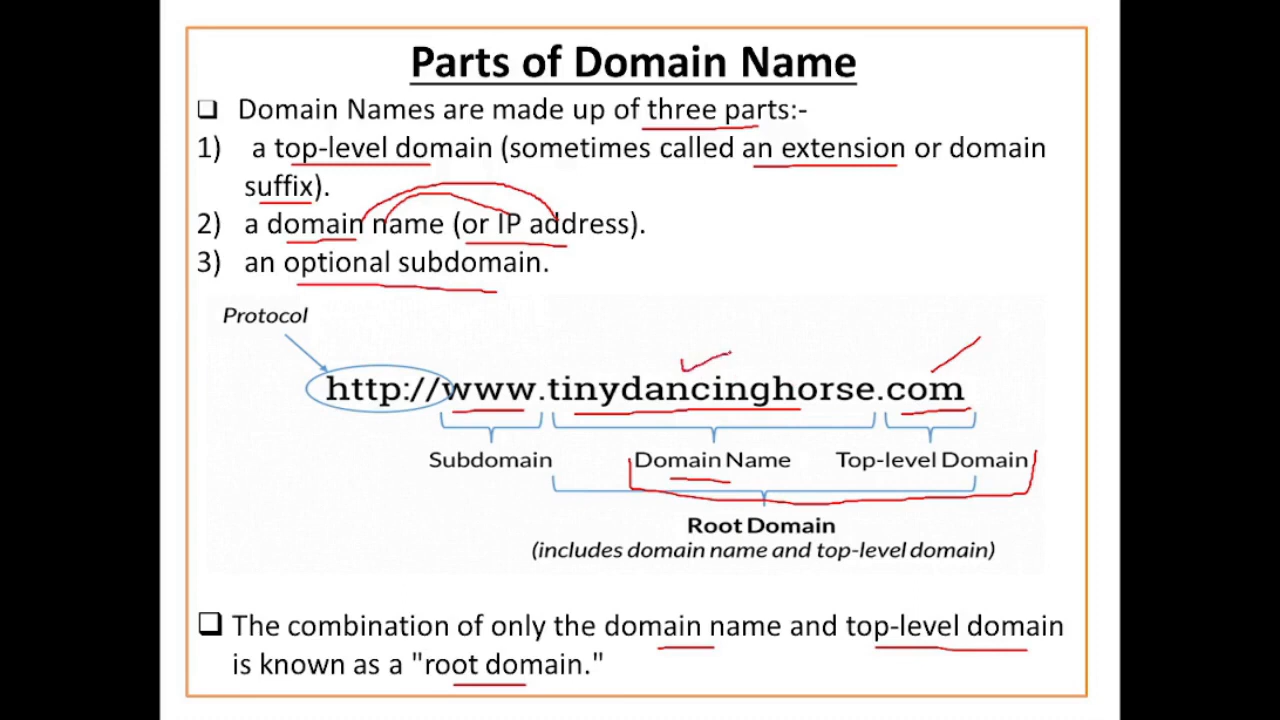 Parts of Domain Name
❑ Domain Names are made up of three parts:-
1) a top-level domain (sometimes called an extension or domain
suffix).
2) a domain name (or IP address).
3) an optional subdomain.
Protocol
http://www.tinydancinghorse.com
Subdomain Domain Name Top-level Domain
Root Domain
(includes domain name and top-level domain)
❑ The combination of only the domain name and top-level domain
is known as a "root domain."